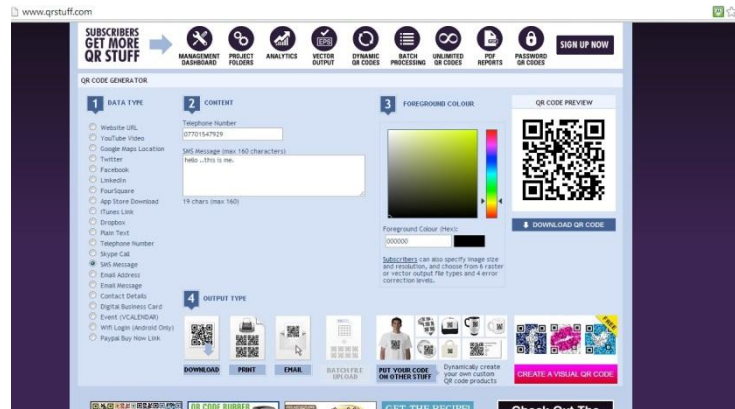 www.qrstuff.com
SUBSCRIBERS
GET MORE
QR STUFF
MANAGEMENT
DASHBOARD
PROJECT
FOLDERS
ANALYTICS
VECTOR
OUTPUT
DYNAMIC
QR CODES
BATCH
PROCESSING
UNLIMITED
QR CODES
PDF
REPORTS
PASSWORD
QR CODES
SIGN UP NOW
QR CODE GENERATOR
1 DATA TYPE
Website URL
YouTube Video
Google Maps Location
Twitter
Facebook
LinkedIn
FourSquare
App Store Download
iTunes Link
Dropbox
Plain Text
Telephone Number
Skype Call
SMS Message
Email Address
Email Message
Contact Details
Digital Business Card
Event (VCALENDAR)
Wifi Login (Android Only)
Paypal Buy Now Link
2 CONTENT
Telephone Number
07701547929
SMS Message (max 160 characters)
hello ..this is me.
19 chars (max 160)
3 FOREGROUND COLOUR
Foreground Colour (Hex):
000000
Subscribers can also specify image size
and resolution, and choose from 6 raster
or vector output file types and 4 error
correction levels.
QR CODE PREVIEW
DOWNLOAD QR CODE
4 OUTPUT TYPE
DOWNLOAD
PRINT
EMAIL
BATCH FILE
UPLOAD
PUT YOUR CODE
ON OTHER STUFF
Dynamically create
your own custom
QR code products
FREE
CREATE A VISUAL QR CODE
QR CODE RUBBER
GET THE RECIPE!
Check Out The